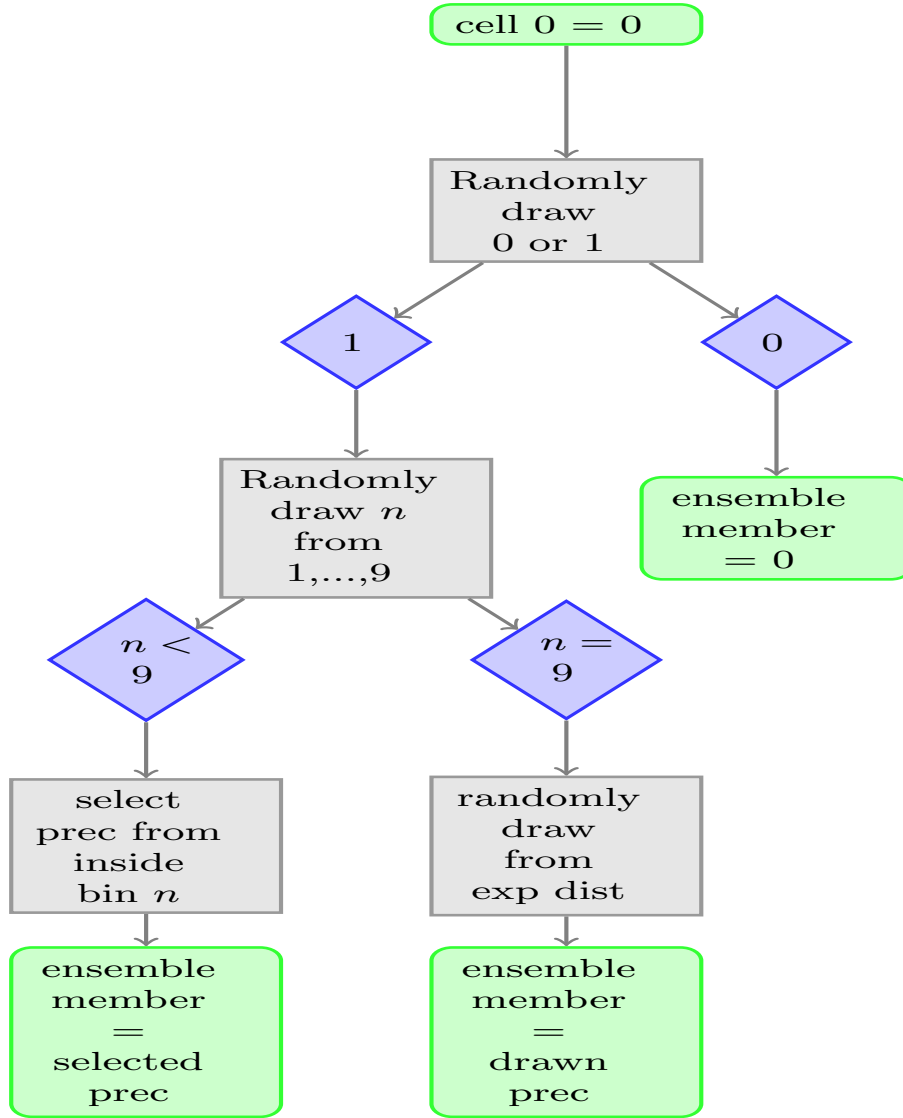 cell 0 = 0
Randomly
draw
0 or 1
1
0
Randomly
draw n
from
1,...,9
ensemble
member
= 0
n <
9
n =
9
select
prec from
inside
bin n
randomly
draw
from
exp dist
ensemble
member
=
selected
prec
ensemble
member
=
drawn
prec